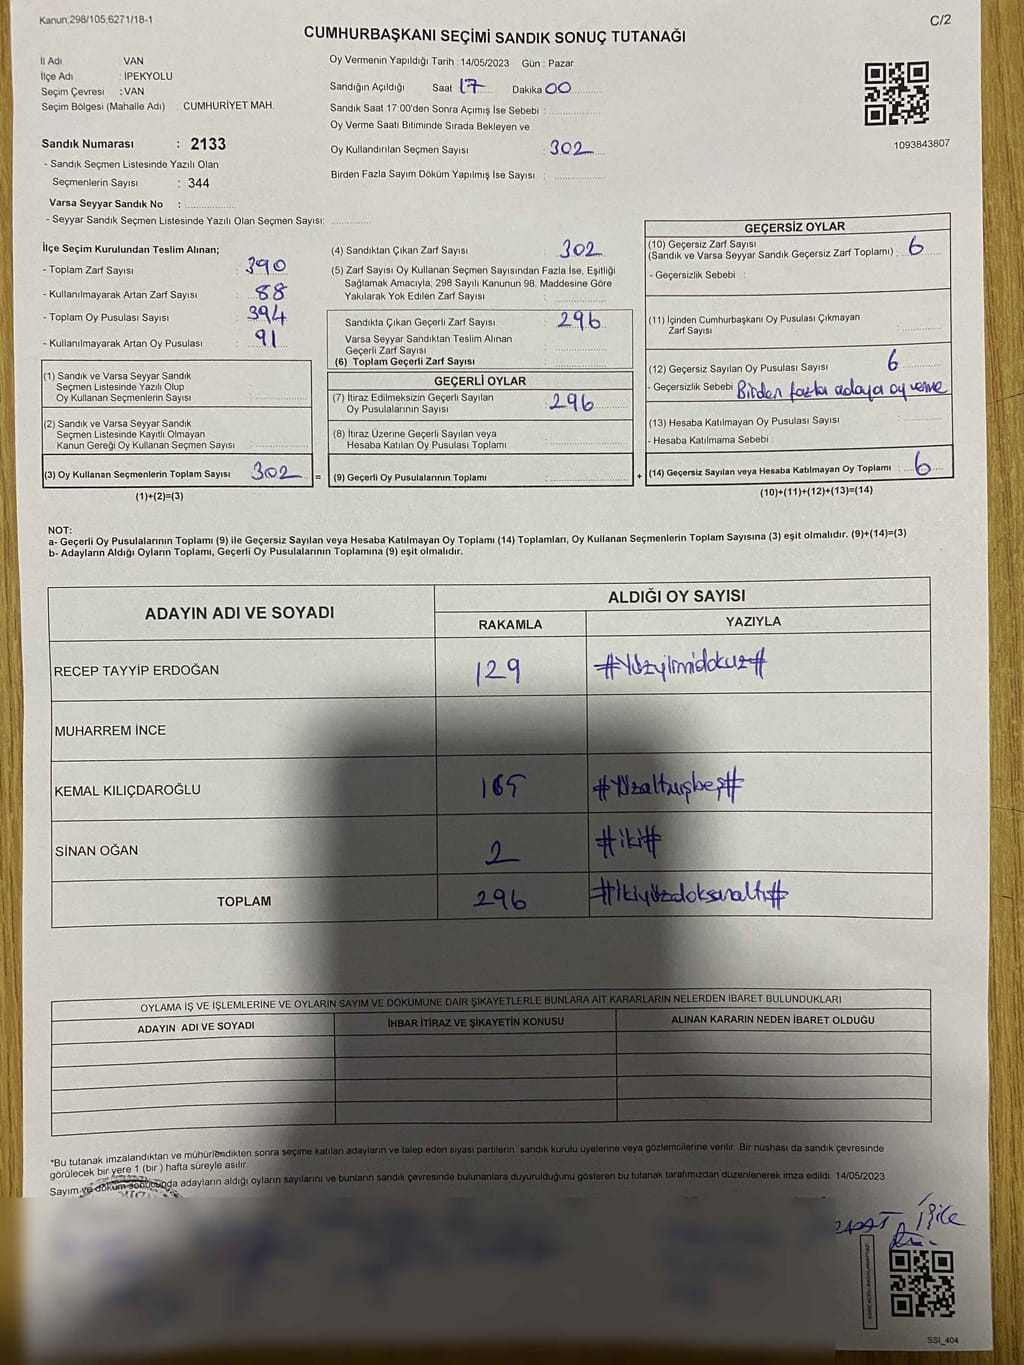 Kanun.298/105,6271/18-1
C/2
CUMHURBAŞKANI SEÇİMİ SANDIK SONUÇ TUTANAĞI
İl Adı : VAN
İlçe Adı : İPEKYOLU
Seçim Çevresi : VAN
Seçim Bölgesi (Mahalle Adı) : CUMHURİYET MAH.
Oy Vermenin Yapıldığı Tarih : 14/05/2023 Gün : Pazar
Sandığın Açıldığı Saat 17 Dakika 00
Sandık Saat 17:00'den Sonra Açımış İse Sebebi :
Oy Verme Saati Bitiminde Sırada Bekleyen ve
Oy Kullandırılan Seçmen Sayısı : 302
Birden Fazla Sayım Döküm Yapılmış İse Sayısı :
1093843807
Sandık Numarası : 2133
- Sandık Seçmen Listesinde Yazılı Olan
Seçmenlerin Sayısı : 344
Varsa Seyyar Sandık No :
- Seyyar Sandık Seçmen Listesinde Yazılı Olan Seçmen Sayısı:
İlçe Seçim Kurulundan Teslim Alınan;
- Toplam Zarf Sayısı : 390
- Kullanılmayarak Artan Zarf Sayısı : 88
- Toplam Oy Pusulası Sayısı : 394
- Kullanılmayarak Artan Oy Pusulası : 91
(1) Sandık ve Varsa Seyyar Sandık
Seçmen Listesinde Yazılı Olup
Oy Kullanan Seçmenlerin Sayısı
(2) Sandık ve Varsa Seyyar Sandık
Seçmen Listesinde Kayıtlı Olmayan
Kanun Gereği Oy Kullanan Seçmen Sayısı
(3) Oy Kullanan Seçmenlerin Toplam Sayısı 302 =
(1)+(2)=(3)
(4) Sandıktan Çıkan Zarf Sayısı : 302
(5) Zarf Sayısı Oy Kullanan Seçmen Sayısından Fazla İse, Eşitliği
Sağlamak Amacıyla; 298 Sayılı Kanunun 98. Maddesine Göre
Yakılarak Yok Edilen Zarf Sayısı :
Sandıkta Çıkan Geçerli Zarf Sayısı : 296
Varsa Seyyar Sandıktan Teslim Alınan
Geçerli Zarf Sayısı
(6) Toplam Geçerli Zarf Sayısı
GEÇERLİ OYLAR
(7) İtiraz Edilmeksizin Geçerli Sayılan
Oy Pusulalarının Sayısı 296
(8) İtiraz Üzerine Geçerli Sayılan veya
Hesaba Katılan Oy Pusulası Toplamı
(9) Geçerli Oy Pusulalarının Toplamı +
GEÇERSİZ OYLAR
(10) Geçersiz Zarf Sayısı
(Sandık ve Varsa Seyyar Sandık Geçersiz Zarf Toplamı) : 6
- Geçersizlik Sebebi :
(11) İçinden Cumhurbaşkanı Oy Pusulası Çıkmayan
Zarf Sayısı
(12) Geçersiz Sayılan Oy Pusulası Sayısı : 6
- Geçersizlik Sebebi Birden fazla adaya oy verme
(13) Hesaba Katılmayan Oy Pusulası Sayısı :
- Hesaba Katılmama Sebebi
(14) Geçersiz Sayılan veya Hesaba Katılmayan Oy Toplamı : 6
(10)+(11)+(12)+(13)=(14)
NOT:
a- Geçerli Oy Pusulalarının Toplamı (9) ile Geçersiz Sayılan veya Hesaba Katılmayan Oy Toplamı (14) Toplamları, Oy Kullanan Seçmenlerin Toplam Sayısına (3) eşit olmalıdır. (9)+(14)=(3)
b- Adayların Aldığı Oyların Toplamı, Geçerli Oy Pusulalarının Toplamına (9) eşit olmalıdır.
ADAYIN ADI VE SOYADI
ALDIĞI OY SAYISI
RAKAMLA YAZIYLA
RECEP TAYYİP ERDOĞAN 129 #Yüzyirmidokuz#
MUHARREM İNCE
KEMAL KILIÇDAROĞLU 165 #Yüzaltmışbeş#
SİNAN OĞAN 2 #iki#
TOPLAM 296 #İkiyüzdoksanaltı#
OYLAMA İŞ VE İŞLEMLERİNE VE OYLARIN SAYIM VE DÖKÜMÜNE DAİR ŞİKAYETLERLE BUNLARA AİT KARARLARIN NELERDEN İBARET BULUNDUKLARI
ADAYIN ADI VE SOYADI İHBAR İTİRAZ VE ŞİKAYETİN KONUSU ALINAN KARARIN NEDEN İBARET OLDUĞU
*Bu tutanak imzalandıktan ve mühürlendikten sonra seçime katılan adayların ve talep eden siyasi partilerin sandık kurulu üyelerine veya gözlemcilerine verilir. Bir nüshası da sandık çevresinde
görülecek bir yere 1 (bir ) hafta süreyle asılır.
Sayım ve döküm sonucunda adayların aldığı oyların sayılarını ve bunların sandık çevresinde bulunanlara duyurulduğunu gösteren bu tutanak tarafımızdan düzenlenerek imza edildi. 14/05/2023
SSI_404